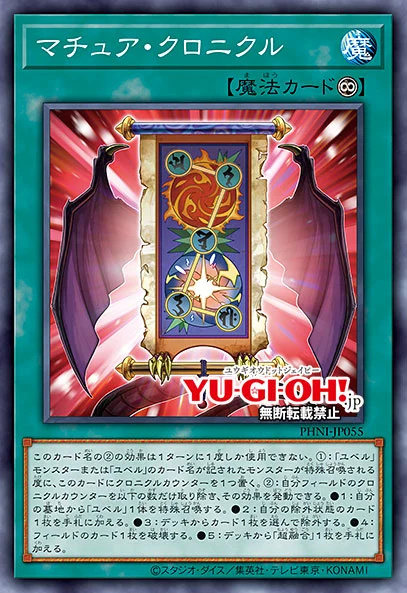 マチュア・クロニクル
魔
【魔法カード】
ユウギオウドットジェイピー
YU-GI-OH!.jp
無断転載禁止
PHNI-JP055
このカード名の②の効果は1ターンに1度しか使用できない。①：「ユベル」
モンスターまたは「ユベル」のカード名が記されたモンスターが特殊召喚される
度に、このカードにクロニクルカウンターを1つ置く。②：自分フィールドのクロ
ニクルカウンターを以下の数だけ取り除き、その効果を発動できる。●1：自分
の墓地から「ユベル」1体を特殊召喚する。●2：自分の除外状態のカード
1枚を手札に加える。●3：デッキからカード1枚を選んで除外する。●4：
フィールドのカード1枚を破壊する。●5：デッキから「超融合」1枚を手札に
加える。
©スタジオ・ダイス／集英社・テレビ東京・KONAMI